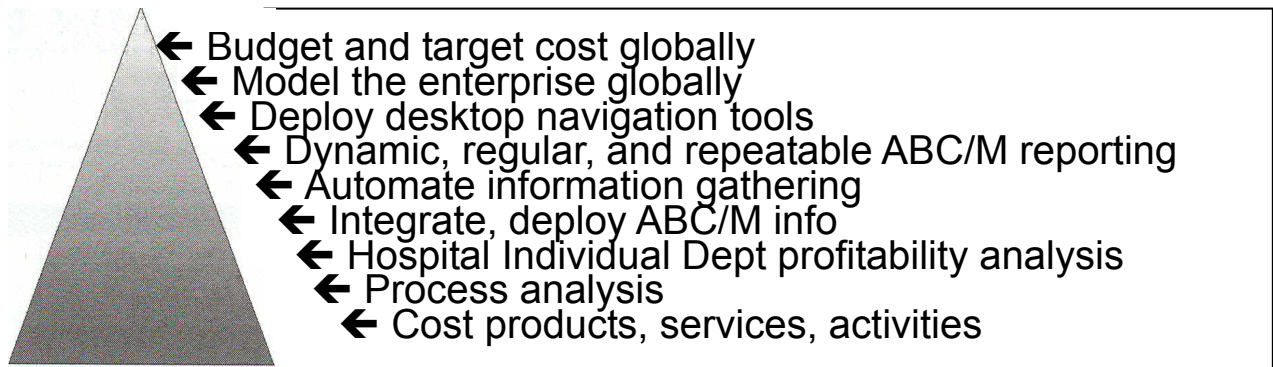 ← Budget and target cost globally
← Model the enterprise globally
← Deploy desktop navigation tools
← Dynamic, regular, and repeatable ABC/M reporting
← Automate information gathering
← Integrate, deploy ABC/M info
← Hospital Individual Dept profitability analysis
← Process analysis
← Cost products, services, activities